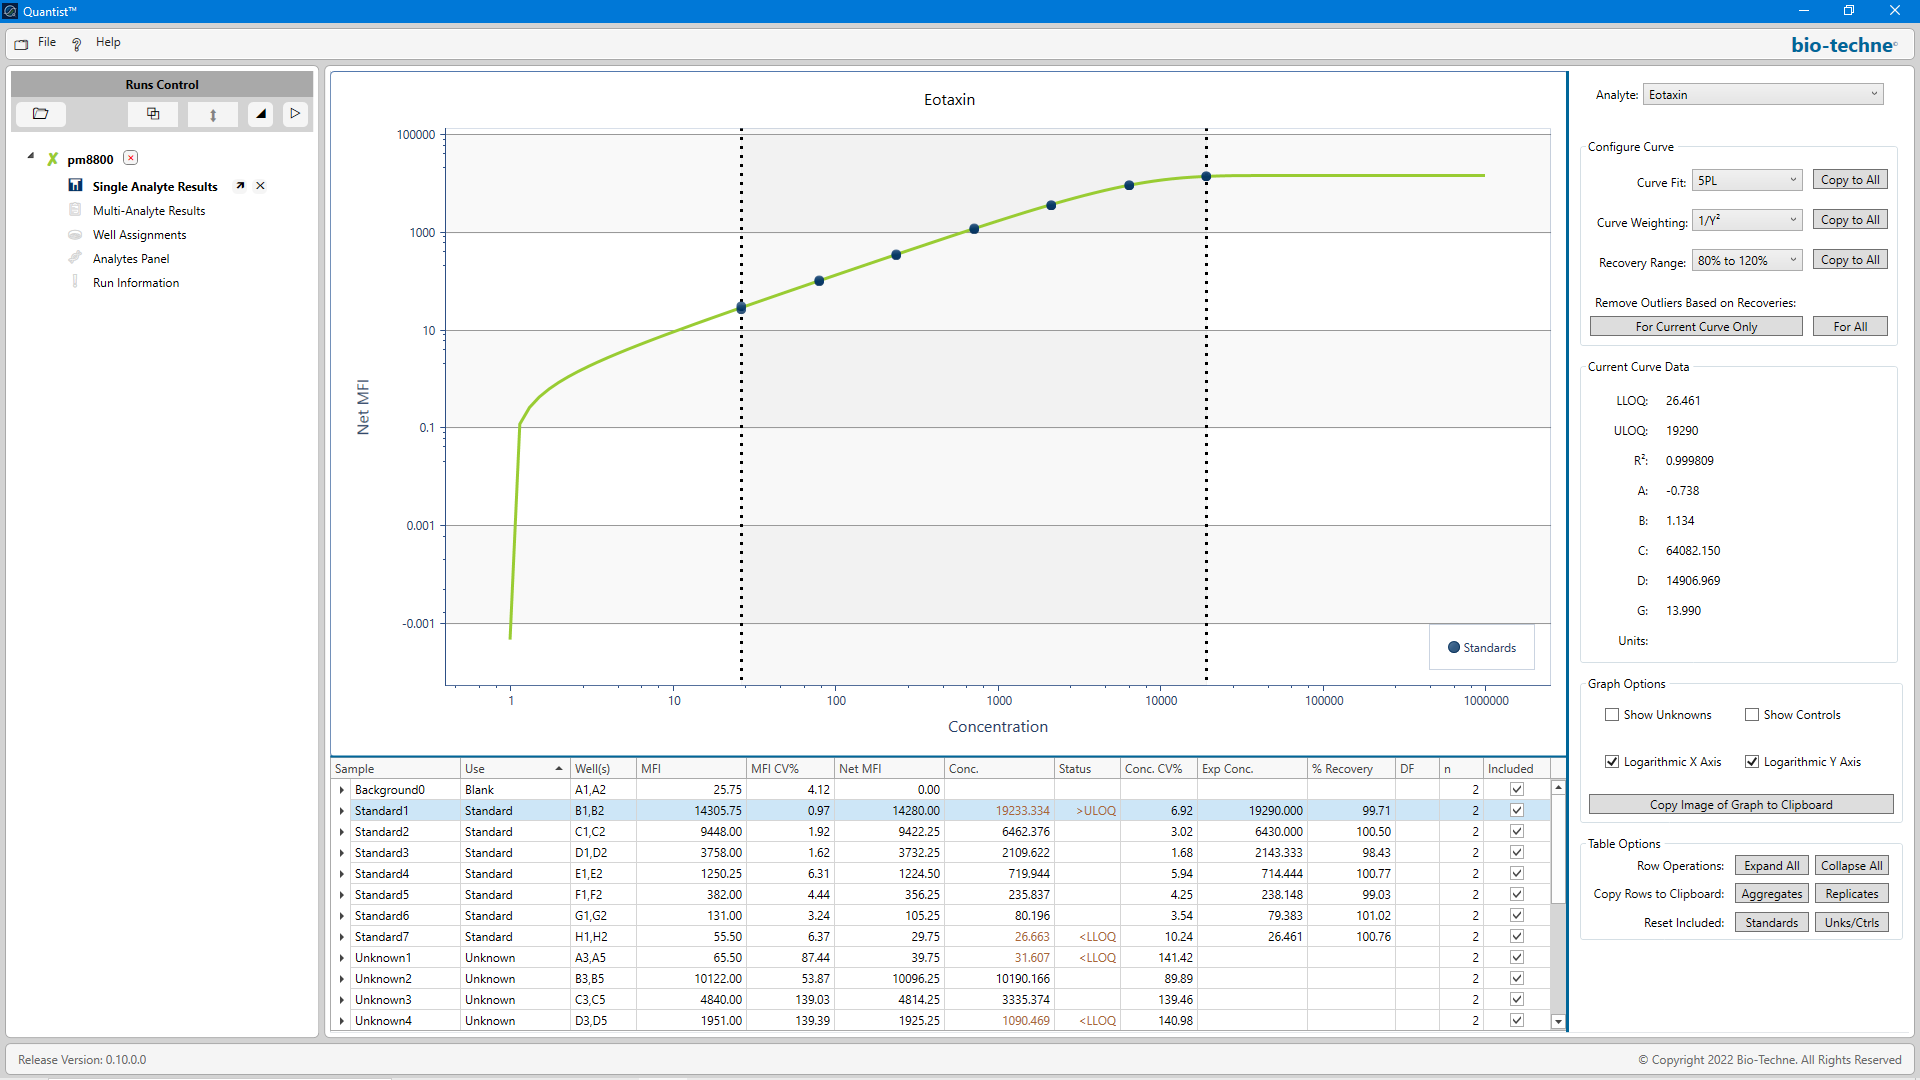 Quantist™
File
Help
bio-techne
Runs Control
pm8800
Single Analyte Results
Multi-Analyte Results
Well Assignments
Analytes Panel
Run Information
Eotaxin
100000
1000
10
0.1
0.001
-0.001
Net MFI
1 10 100 1000 10000 100000 1000000
Concentration
Standards
Sample Use Well(s) MFI MFI CV% Net MFI Conc. Status Conc. CV% Exp Conc. % Recovery DF n Included
Background0 Blank A1,A2 25.75 4.12 0.00 2
Standard1 Standard B1,B2 14305.75 0.97 14280.00 19233.334 >ULOQ 6.92 19290.000 99.71 2
Standard2 Standard C1,C2 9448.00 1.92 9422.25 6462.376 3.02 6430.000 100.50 2
Standard3 Standard D1,D2 3758.00 1.62 3732.25 2109.622 1.68 2143.333 98.43 2
Standard4 Standard E1,E2 1250.25 6.31 1224.50 719.944 5.94 714.444 100.77 2
Standard5 Standard F1,F2 382.00 4.44 356.25 235.837 4.25 238.148 99.03 2
Standard6 Standard G1,G2 131.00 3.24 105.25 80.196 3.54 79.383 101.02 2
Standard7 Standard H1,H2 55.50 6.37 29.75 26.663 <LLOQ 10.24 26.461 100.76 2
Unknown1 Unknown A3,A5 65.50 87.44 39.75 31.607 <LLOQ 141.42 2
Unknown2 Unknown B3,B5 10122.00 53.87 10096.25 10190.166 89.89 2
Unknown3 Unknown C3,C5 4840.00 139.03 4814.25 3335.374 139.46 2
Unknown4 Unknown D3,D5 1951.00 139.39 1925.25 1090.469 <LLOQ 140.98 2
Analyte: Eotaxin
Configure Curve
Curve Fit: 5PL Copy to All
Curve Weighting: 1/Y² Copy to All
Recovery Range: 80% to 120% Copy to All
Remove Outliers Based on Recoveries:
For Current Curve Only For All
Current Curve Data
LLOQ: 26.461
ULOQ: 19290
R²: 0.999809
A: -0.738
B: 1.134
C: 64082.150
D: 14906.969
G: 13.990
Units:
Graph Options
Show Unknowns Show Controls
Logarithmic X Axis Logarithmic Y Axis
Copy Image of Graph to Clipboard
Table Options
Row Operations: Expand All Collapse All
Copy Rows to Clipboard: Aggregates Replicates
Reset Included: Standards Unks/Ctrls
Release Version: 0.10.0.0
© Copyright 2022 Bio-Techne. All Rights Reserved